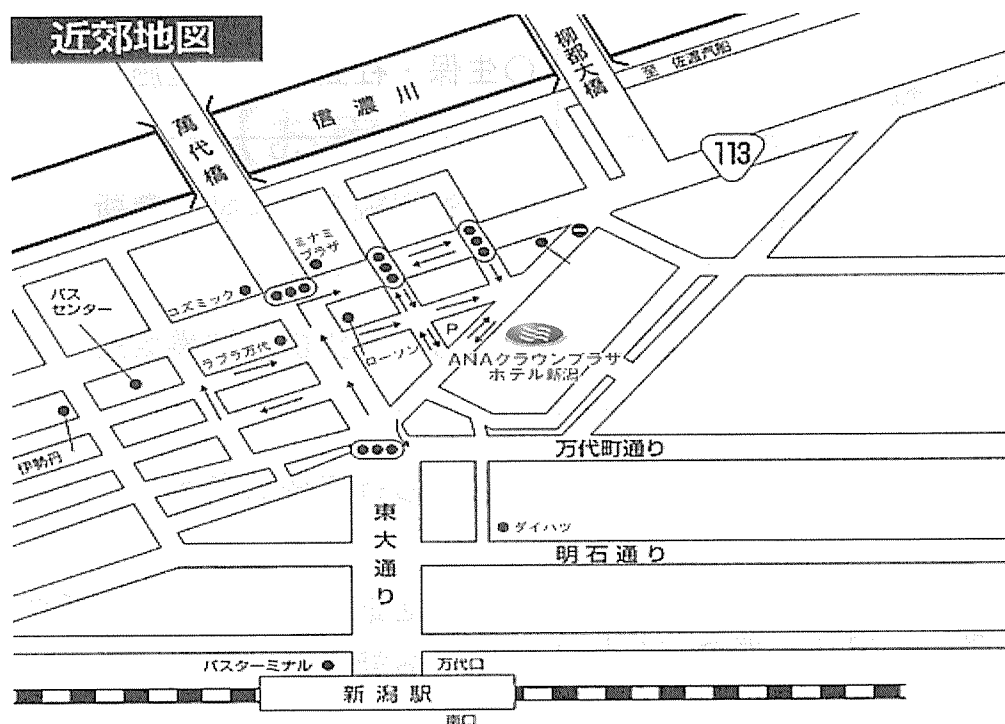 近郊地図
萬代橋
信濃川
柳都大橋
至 佐渡汽船
113
ミナミ
プラザ
コズミック
バス
センター
ラブラ万代
ローソン
P
ANAクラウンプラザ
ホテル新潟
伊勢丹
万代町通り
東大通り
ダイハツ
明石通り
バスターミナル
万代口
新潟駅
南口